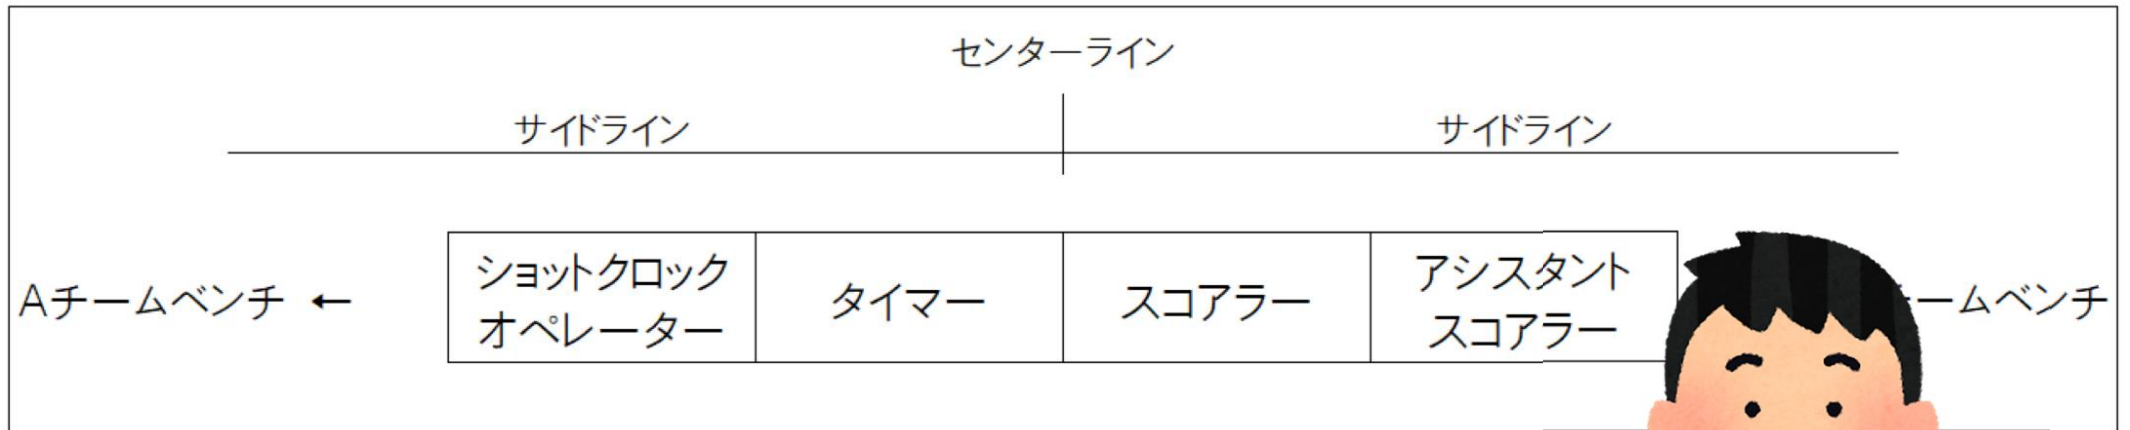 センターライン
サイドライン サイドライン
Aチームベンチ ← ショットクロック
オペレーター タイマー スコアラー アシスタント
スコアラー ームベンチ